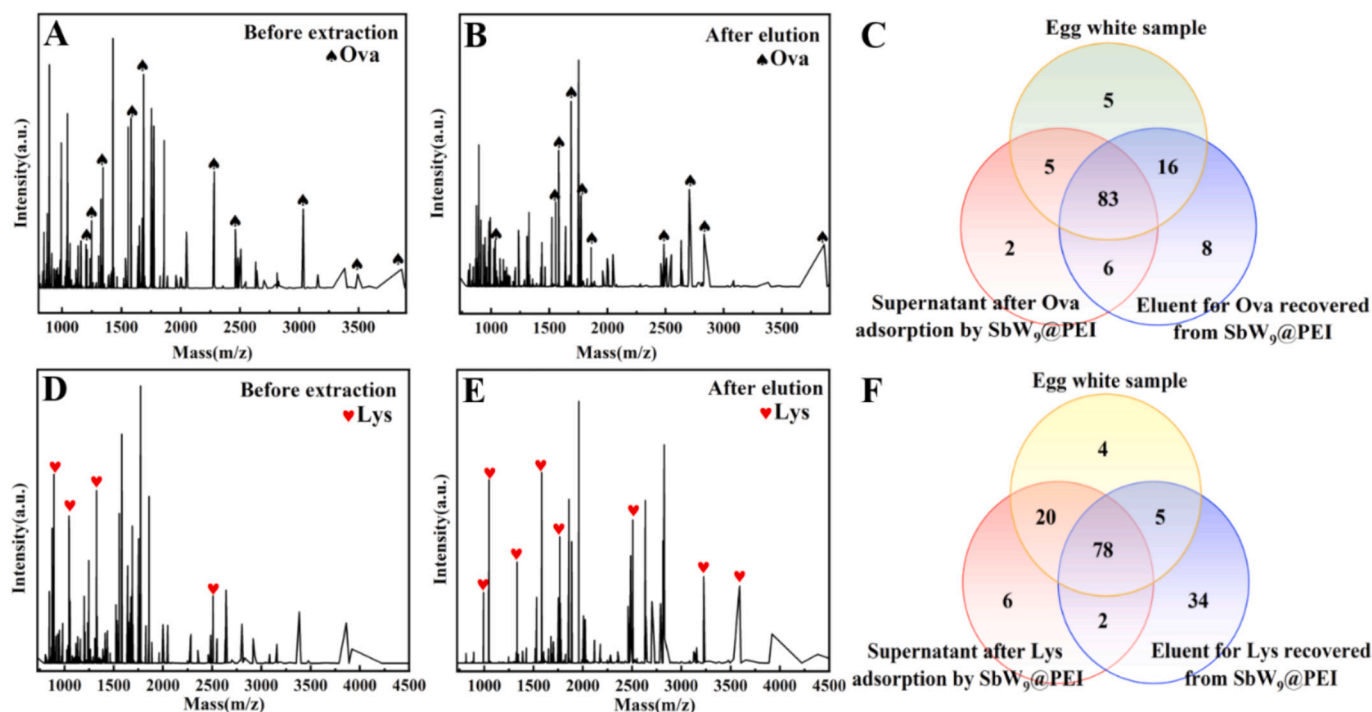 A
Before extraction
♠Ova
Intensity(a.u.)
1000 1500 2000 2500 3000 3500
Mass(m/z)
B
After elution
♠Ova
Intensity(a.u.)
1000 1500 2000 2500 3000 3500
Mass(m/z)
C
Egg white sample
5
5
16
83
2
8
6
Supernatant after Ova
adsorption by SbW₉@PEI
Eluent for Ova recovered
from SbW₉@PEI
D
Before extraction
♥Lys
Intensity(a.u.)
1000 1500 2000 2500 3000 3500 4000 4500
Mass(m/z)
E
After elution
♥Lys
Intensity(a.u.)
1000 1500 2000 2500 3000 3500 4000 4500
Mass(m/z)
F
Egg white sample
4
20
5
78
6
34
2
Supernatant after Lys
adsorption by SbW₉@PEI
Eluent for Lys recovered
from SbW₉@PEI